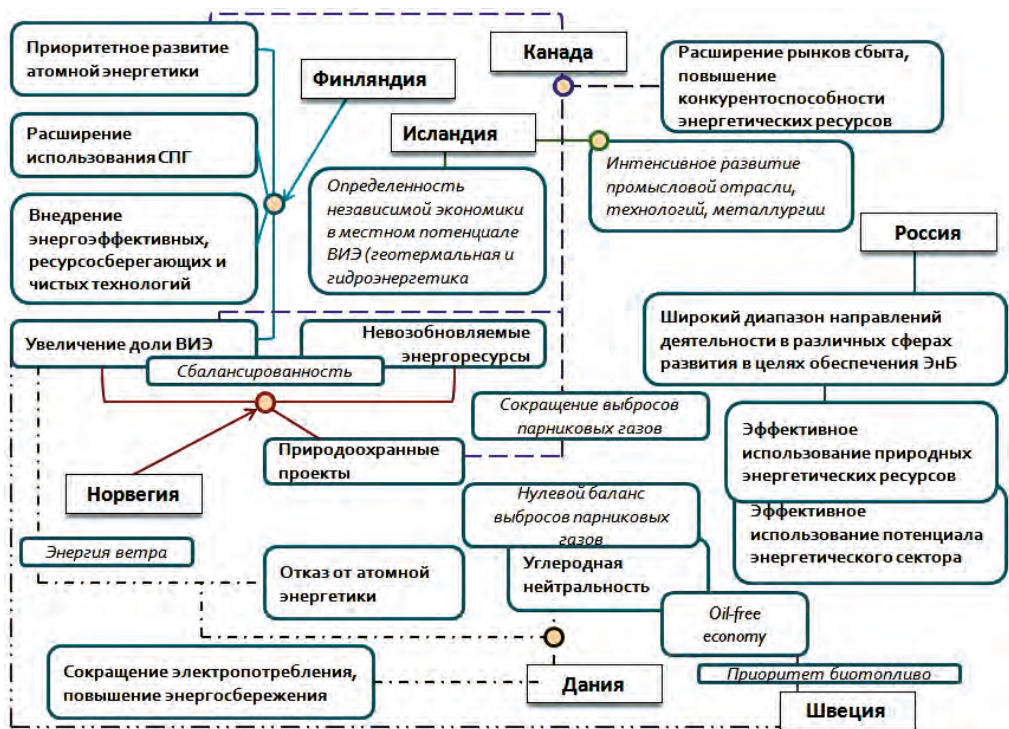 Приоритетное развитие
атомной энергетики
Финляндия
Канада
Расширение рынков сбыта,
повышение
конкурентоспособности
энергетических ресурсов
Расширение
использования СПГ
Исландия
Интенсивное развитие
промысловой отрасли,
технологий, металлургии
Определенность
независимой экономики
в местном потенциале
ВИЭ (геотермальная и
гидроэнергетика
Внедрение
энергоэффективных,
ресурсосберегающих и
чистых технологий
Россия
Широкий диапазон направлений
деятельности в различных сферах
развития в целях обеспечения ЭнБ
Увеличение доли ВИЭ
Невозобновляемые
энергоресурсы
Сбалансированность
Сокращение выбросов
парниковых газов
Эффективное
использование природных
энергетических ресурсов
Природоохранные
проекты
Норвегия
Нулевой баланс
выбросов парниковых
газов
Эффективное
использование потенциала
энергетического сектора
Энергия ветра
Отказ от атомной
энергетики
Углеродная
нейтральность
Oil-free
economy
Сокращение электропотребления,
повышение энергосбережения
Дания
Приоритет биотопливо
Швеция